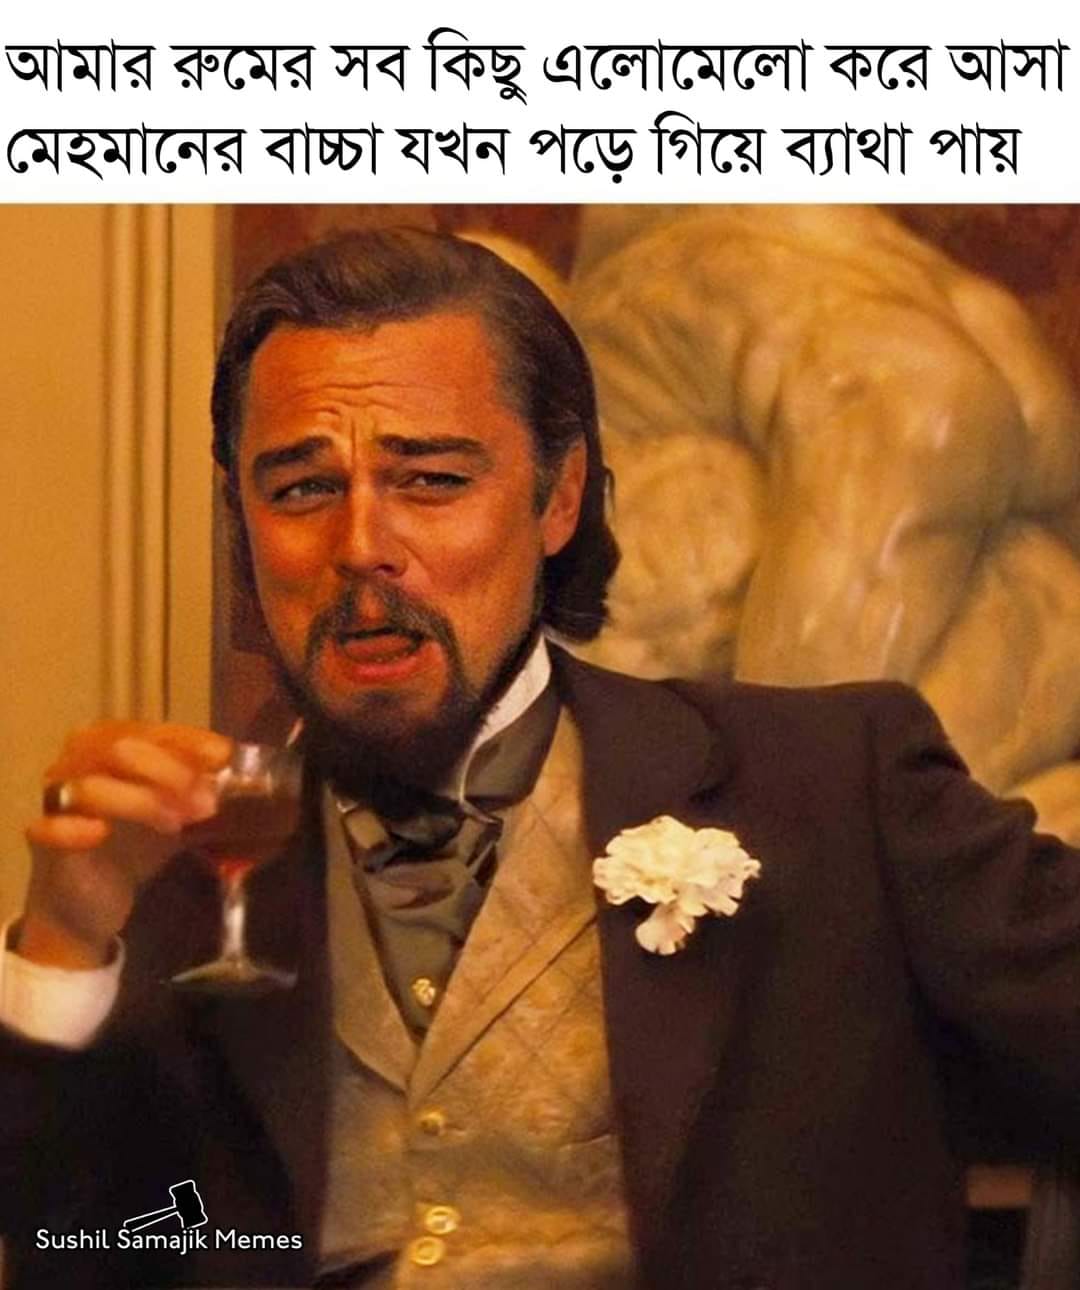 আমার রুমের সব কিছু এলোমেলো করে আসা
মেহমানের বাচ্চা যখন পড়ে গিয়ে ব্যাথা পায়
Sushil Samajik Memes